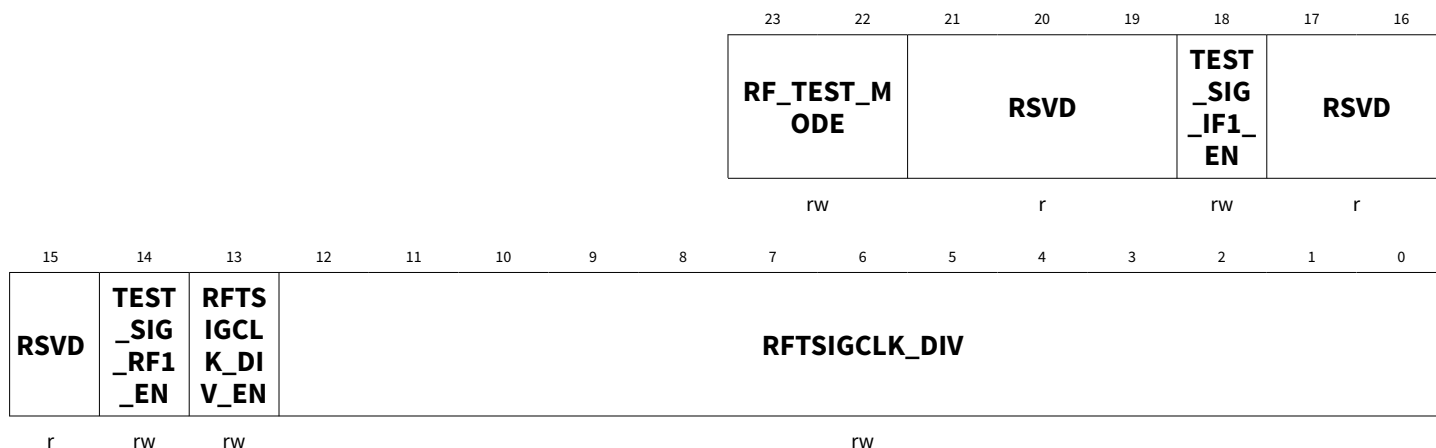 23 22 21 20 19 18 17 16
RF_TEST_M
ODE
RSVD
TEST
_SIG
_IF1_
EN
RSVD
rw r rw r
15 14 13 12 11 10 9 8 7 6 5 4 3 2 1 0
RSVD
TEST
_SIG
_RF1
_EN
RFTS
IGCL
K_DI
V_EN
RFTSIGCLK_DIV
r rw rw rw